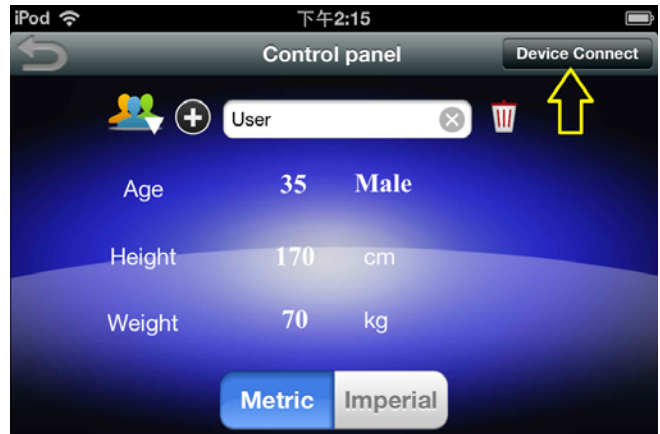 iPod 下午2:15
Control panel Device Connect
User
Age 35 Male
Height 170 cm
Weight 70 kg
Metric Imperial